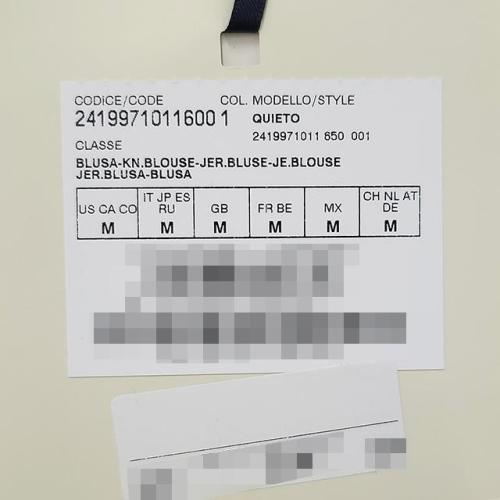 CODICE/CODE COL. MODELLO/STYLE
2419971011600 1 QUIETO
2419971011 650 001
CLASSE
BLUSA-KN.BLOUSE-JER.BLUSE-JE.BLOUSE
JER.BLUSA-BLUSA
US CA CO IT JP ES RU GB FR BE MX CH NL AT DE
M M M M M M